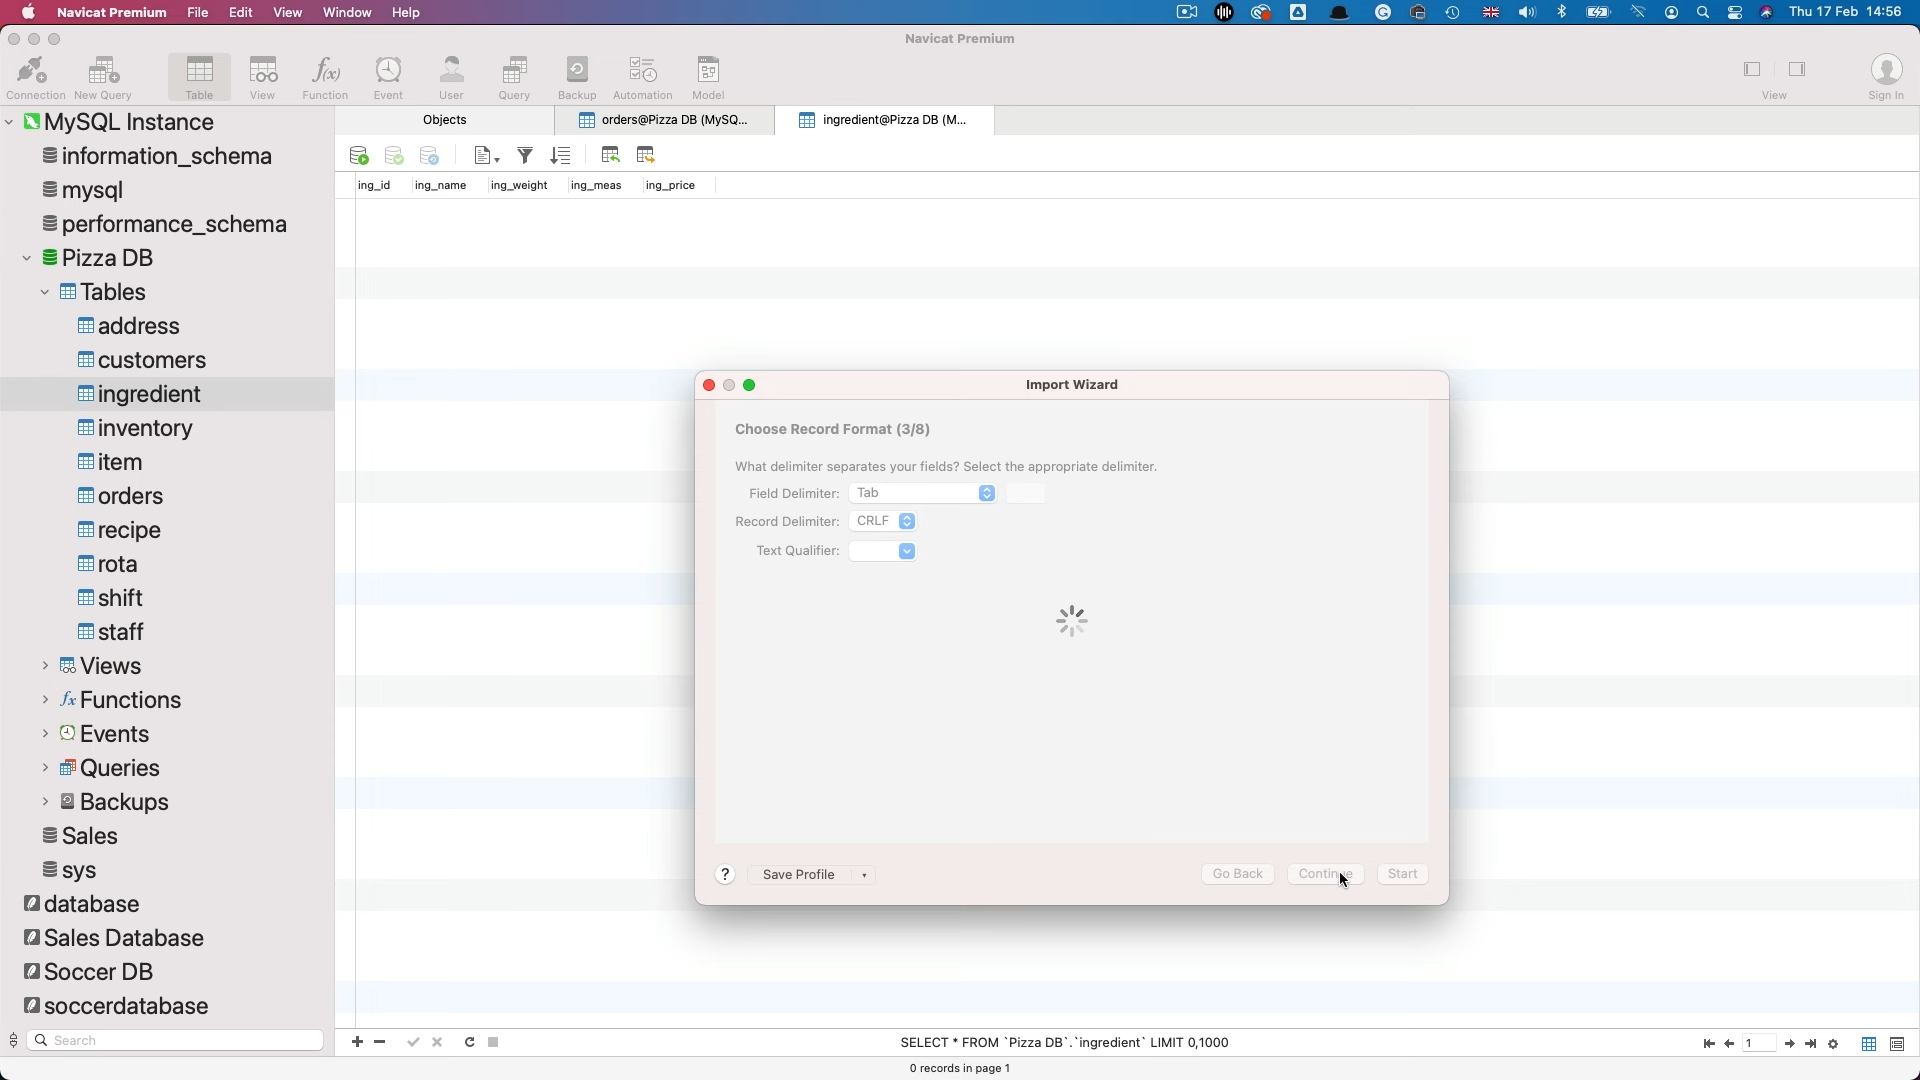 Navicat Premium File Edit View Window Help Thu 17 Feb 14:56
Navicat Premium
Connection New Query Table View Function Event User Query Backup Automation Model View Sign In
MySQL Instance
information_schema
mysql
performance_schema
Pizza DB
Tables
address
customers
ingredient
inventory
item
orders
recipe
rota
shift
staff
Views
Functions
Events
Queries
Backups
Sales
sys
database
Sales Database
Soccer DB
soccerdatabase
Search
Objects orders@Pizza DB (MySQ... ingredient@Pizza DB (M...
ing_id ing_name ing_weight ing_meas ing_price
Import Wizard
Choose Record Format (3/8)
What delimiter separates your fields? Select the appropriate delimiter.
Field Delimiter: Tab
Record Delimiter: CRLF
Text Qualifier:
? Save Profile Go Back Continue Start
SELECT * FROM `Pizza DB`.`ingredient` LIMIT 0,1000 1
0 records in page 1